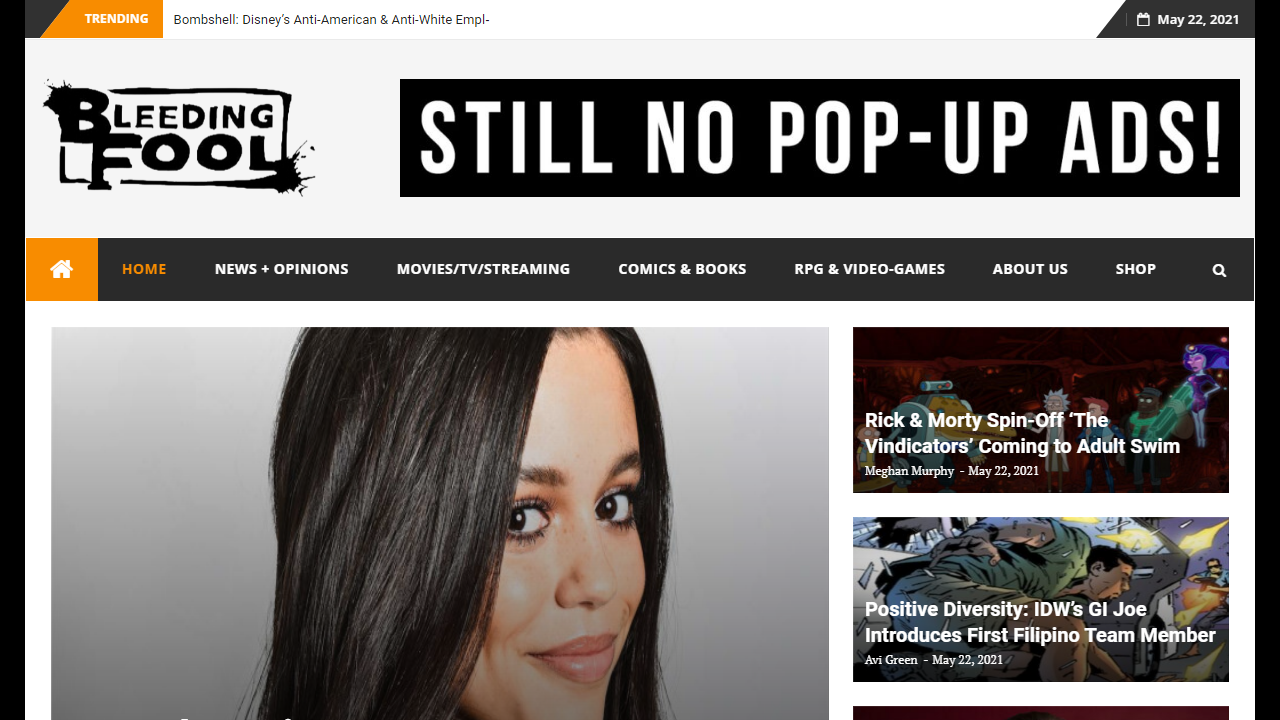 TRENDING
Bombshell: Disney’s Anti-American & Anti-White Empl-
May 22, 2021
BLEEDING
FOOL
STILL NO POP-UP ADS!
HOME
NEWS + OPINIONS
MOVIES/TV/STREAMING
COMICS & BOOKS
RPG & VIDEO-GAMES
ABOUT US
SHOP
Rick & Morty Spin-Off ‘The
Vindicators’ Coming to Adult Swim
Meghan Murphy - May 22, 2021
Positive Diversity: IDW’s GI Joe
Introduces First Filipino Team Member
Avi Green - May 22, 2021